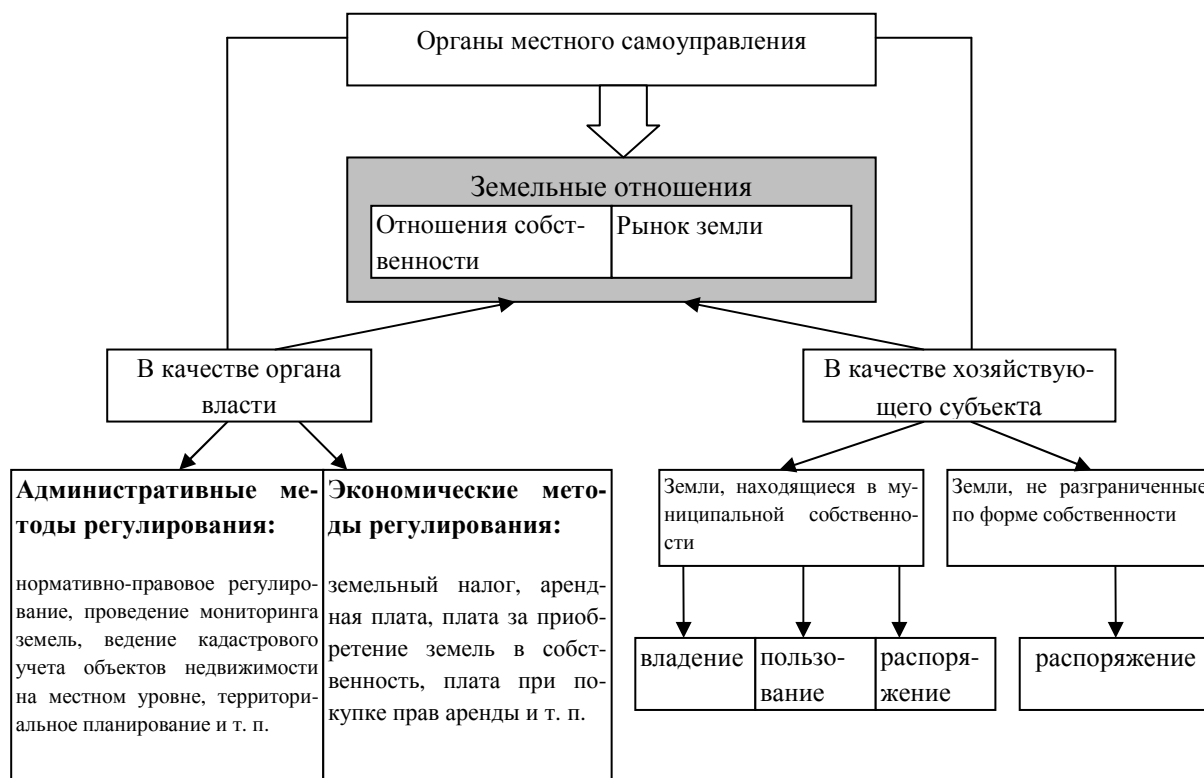 Органы местного самоуправления
Земельные отношения
Отношения собст-
венности
Рынок земли
В качестве органа
власти
В качестве хозяйствую-
щего субъекта
Административные ме-
тоды регулирования:
нормативно-правовое регулиро-
вание, проведение мониторинга
земель, ведение кадастрового
учета объектов недвижимости
на местном уровне, территори-
альное планирование и т. п.
Экономические мето-
ды регулирования:
земельный налог, аренд-
ная плата, плата за приоб-
ретение земель в собст-
венность, плата при по-
купке прав аренды и т. п.
Земли, находящиеся в му-
ниципальной собственно-
сти
Земли, не разграниченные
по форме собственности
владение
пользо-
вание
распоря-
жение
распоряжение